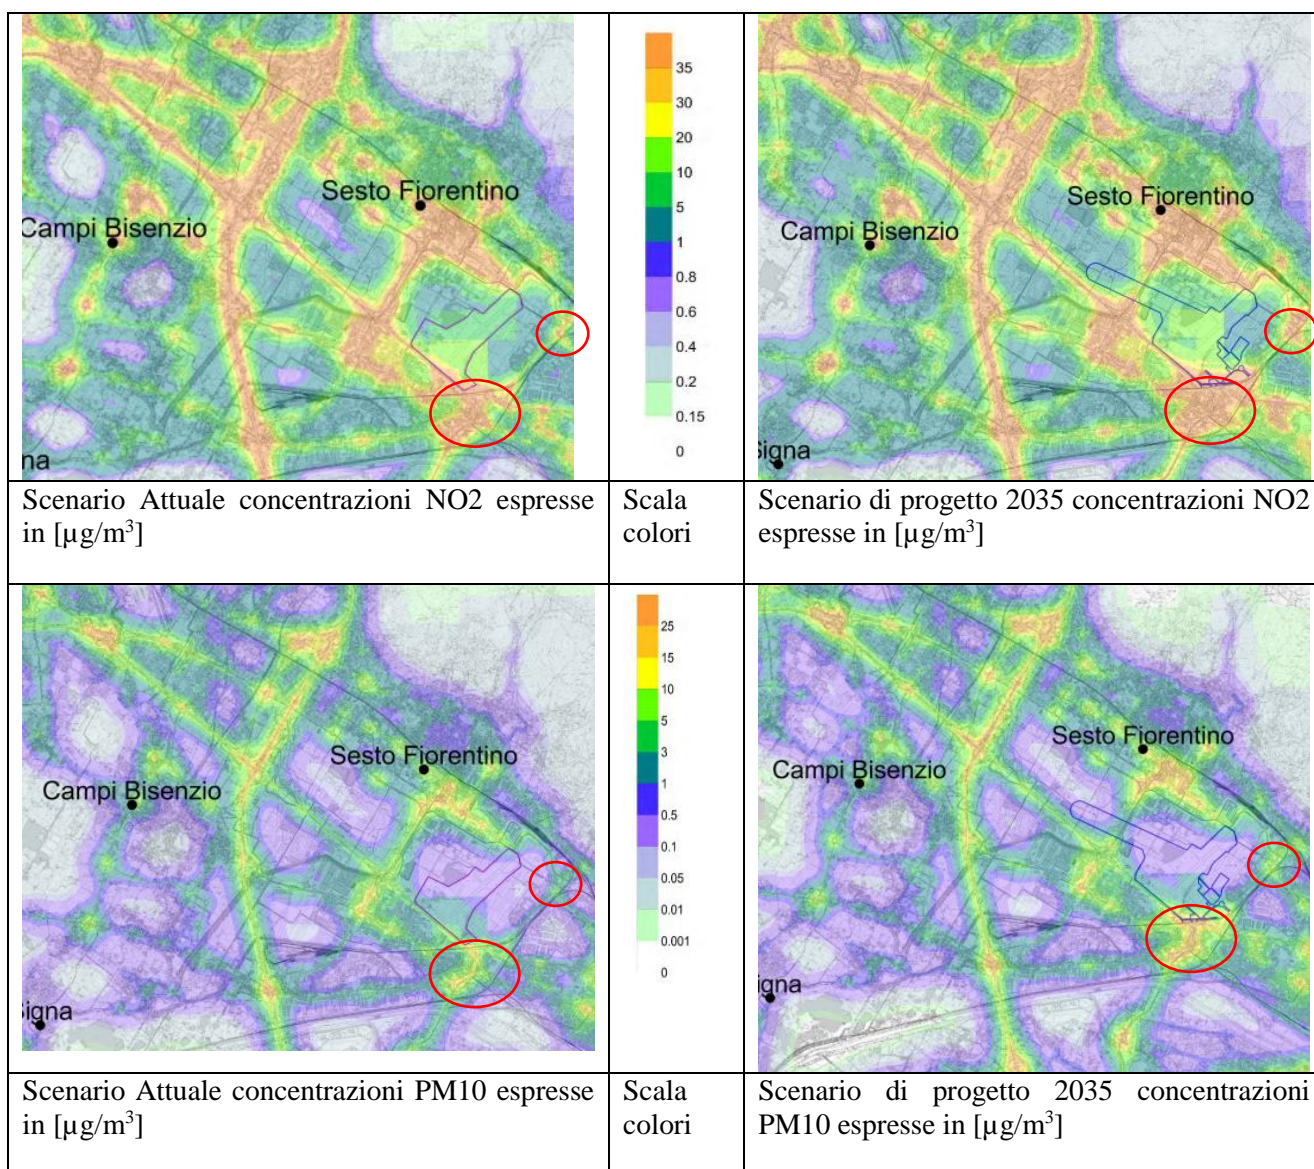 Sesto Fiorentino
Campi Bisenzio
na
35
30
20
10
5
1
0.8
0.6
0.4
0.2
0.15
0
Sesto Fiorentino
Campi Bisenzio
Signa
Scenario Attuale concentrazioni NO2 espresse
in [µg/m³]
Scala
colori
Scenario di progetto 2035 concentrazioni NO2
espresse in [µg/m³]
Sesto Fiorentino
Campi Bisenzio
Signa
25
15
10
5
3
1
0.5
0.1
0.05
0.01
0.001
0
Sesto Fiorentino
Campi Bisenzio
igna
Scenario Attuale concentrazioni PM10 espresse
in [µg/m³]
Scala
colori
Scenario di progetto 2035 concentrazioni
PM10 espresse in [µg/m³]